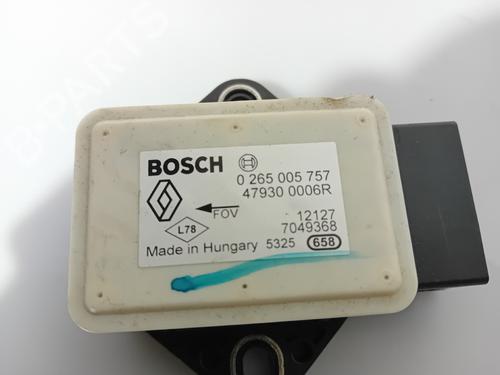 BOSCH 0 265 005 757
47930 0006R
FOV 12127
L78 7049368
Made in Hungary 5325 658